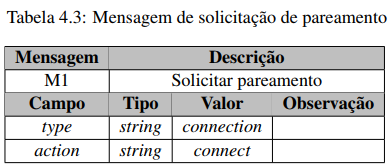 Tabela 4.3: Mensagem de solicitação de pareamento
Mensagem Descrição
M1 Solicitar pareamento
Campo Tipo Valor Observação
type string connection
action string connect